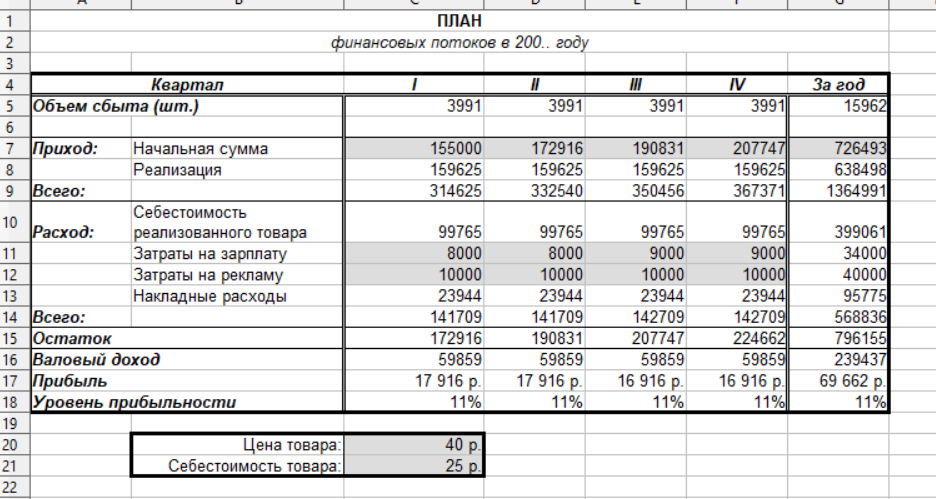 A B C D E F G
1 ПЛАН
2 финансовых потоков в 200.. году
3
4 Квартал I II III IV За год
5 Объем сбыта (шт.) 3991 3991 3991 3991 15962
6
7 Приход: Начальная сумма 155000 172916 190831 207747 726493
8 Реализация 159625 159625 159625 159625 638498
9 Всего: 314625 332540 350456 367371 1364991
Себестоимость
10 Расход: реализованного товара 99765 99765 99765 99765 399061
11 Затраты на зарплату 8000 8000 9000 9000 34000
12 Затраты на рекламу 10000 10000 10000 10000 40000
13 Накладные расходы 23944 23944 23944 23944 95775
14 Всего: 141709 141709 142709 142709 568836
15 Остаток 172916 190831 207747 224662 796155
16 Валовый доход 59859 59859 59859 59859 239437
17 Прибыль 17 916 р. 17 916 р. 16 916 р. 16 916 р. 69 662 р.
18 Уровень прибыльности 11% 11% 11% 11% 11%
19
20 Цена товара: 40 р.
21 Себестоимость товара: 25 р.
22